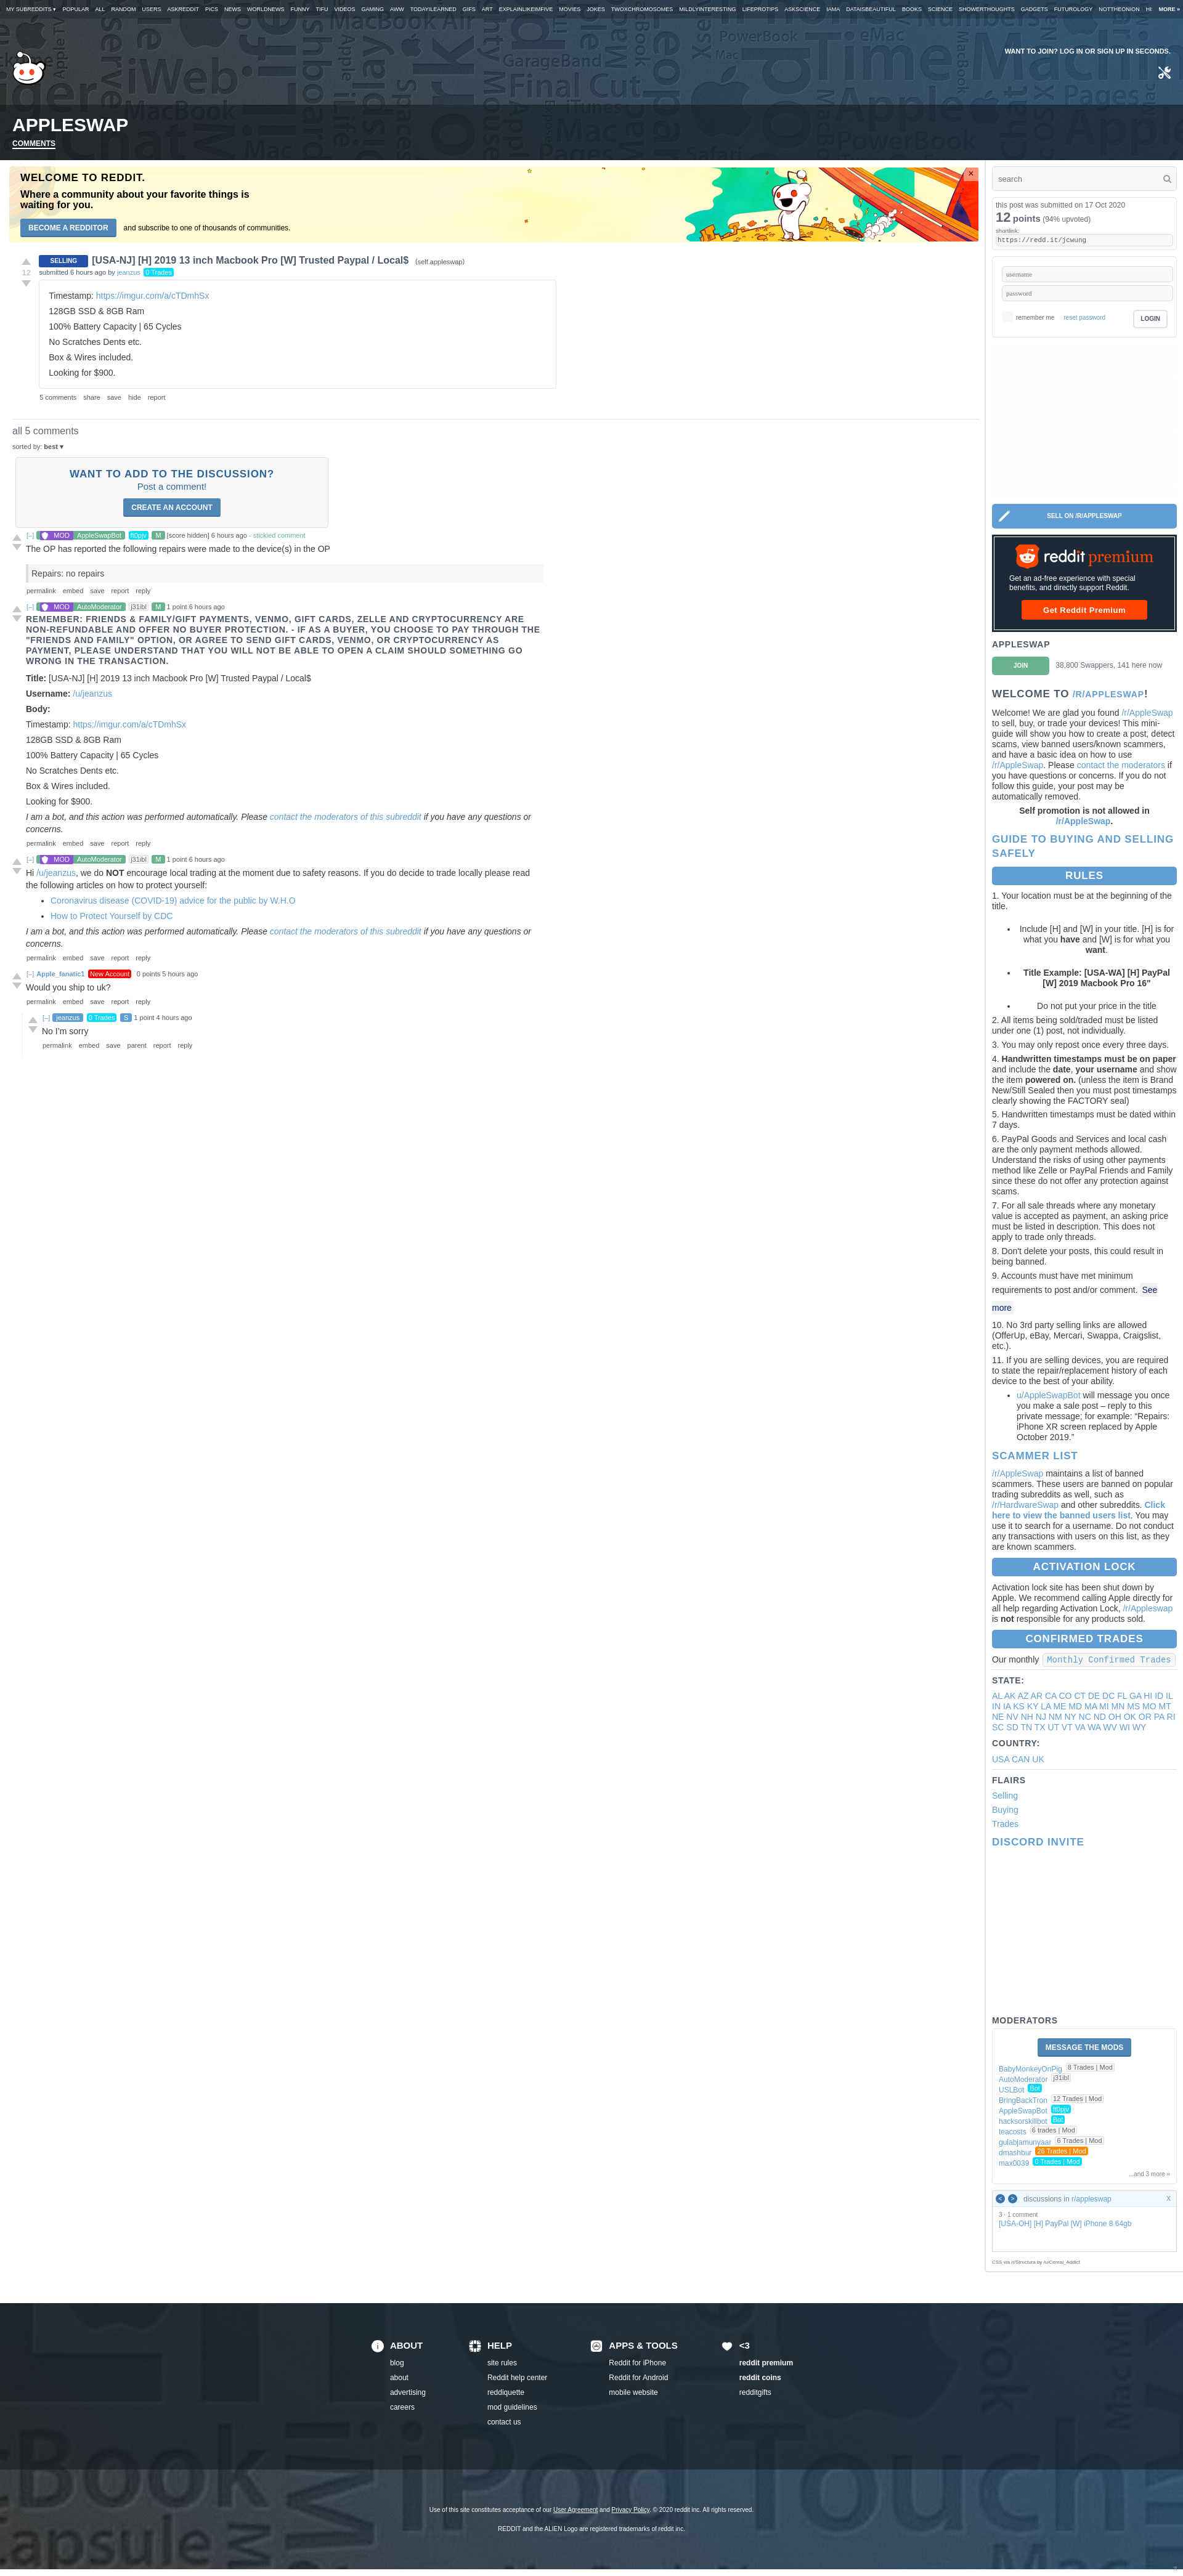 MY SUBREDDITS ▾ POPULAR ALL RANDOM USERS ASKREDDIT PICS NEWS WORLDNEWS FUNNY TIFU VIDEOS GAMING AWW TODAYILEARNED GIFS ART EXPLAINLIKEIMFIVE MOVIES JOKES TWOXCHROMOSOMES MILDLYINTERESTING LIFEPROTIPS ASKSCIENCE IAMA DATAISBEAUTIFUL BOOKS SCIENCE SHOWERTHOUGHTS GADGETS FUTUROLOGY NOTTHEONION HI MORE »
WANT TO JOIN? LOG IN OR SIGN UP IN SECONDS.
APPLESWAP
COMMENTS
WELCOME TO REDDIT.
Where a community about your favorite things is
waiting for you.
BECOME A REDDITOR and subscribe to one of thousands of communities.
×
SELLING [USA-NJ] [H] 2019 13 inch Macbook Pro [W] Trusted Paypal / Local$ (self.appleswap)
12
submitted 6 hours ago by jeanzus 0 Trades
Timestamp: https://imgur.com/a/cTDmhSx
128GB SSD & 8GB Ram
100% Battery Capacity | 65 Cycles
No Scratches Dents etc.
Box & Wires included.
Looking for $900.
5 comments share save hide report
all 5 comments
sorted by: best ▾
WANT TO ADD TO THE DISCUSSION?
Post a comment!
CREATE AN ACCOUNT
[–] MOD AppleSwapBot ft0pjv M [score hidden] 6 hours ago - stickied comment
The OP has reported the following repairs were made to the device(s) in the OP
Repairs: no repairs
permalink embed save report reply
[–] MOD AutoModerator j31ibl M 1 point 6 hours ago
REMEMBER: FRIENDS & FAMILY/GIFT PAYMENTS, VENMO, GIFT CARDS, ZELLE AND CRYPTOCURRENCY ARE
NON-REFUNDABLE AND OFFER NO BUYER PROTECTION. - IF AS A BUYER, YOU CHOOSE TO PAY THROUGH THE
"FRIENDS AND FAMILY" OPTION, OR AGREE TO SEND GIFT CARDS, VENMO, OR CRYPTOCURRENCY AS
PAYMENT, PLEASE UNDERSTAND THAT YOU WILL NOT BE ABLE TO OPEN A CLAIM SHOULD SOMETHING GO
WRONG IN THE TRANSACTION.
Title: [USA-NJ] [H] 2019 13 inch Macbook Pro [W] Trusted Paypal / Local$
Username: /u/jeanzus
Body:
Timestamp: https://imgur.com/a/cTDmhSx
128GB SSD & 8GB Ram
100% Battery Capacity | 65 Cycles
No Scratches Dents etc.
Box & Wires included.
Looking for $900.
I am a bot, and this action was performed automatically. Please contact the moderators of this subreddit if you have any questions or
concerns.
permalink embed save report reply
[–] MOD AutoModerator j31ibl M 1 point 6 hours ago
Hi /u/jeanzus, we do NOT encourage local trading at the moment due to safety reasons. If you do decide to trade locally please read
the following articles on how to protect yourself:
• Coronavirus disease (COVID-19) advice for the public by W.H.O
• How to Protect Yourself by CDC
I am a bot, and this action was performed automatically. Please contact the moderators of this subreddit if you have any questions or
concerns.
permalink embed save report reply
[–] Apple_fanatic1 New Account 0 points 5 hours ago
Would you ship to uk?
permalink embed save report reply
[–] jeanzus 0 Trades S 1 point 4 hours ago
No I'm sorry
permalink embed save parent report reply
search
this post was submitted on 17 Oct 2020
12 points (94% upvoted)
shortlink:
https://redd.it/jcwung
username
password
remember me reset password LOGIN
SELL ON /R/APPLESWAP
reddit premium
Get an ad-free experience with special
benefits, and directly support Reddit.
Get Reddit Premium
APPLESWAP
JOIN 38,800 Swappers, 141 here now
WELCOME TO /R/APPLESWAP!
Welcome! We are glad you found /r/AppleSwap
to sell, buy, or trade your devices! This mini-
guide will show you how to create a post, detect
scams, view banned users/known scammers,
and have a basic idea on how to use
/r/AppleSwap. Please contact the moderators if
you have questions or concerns. If you do not
follow this guide, your post may be
automatically removed.
Self promotion is not allowed in
/r/AppleSwap.
GUIDE TO BUYING AND SELLING
SAFELY
RULES
1. Your location must be at the beginning of the
title.
• Include [H] and [W] in your title. [H] is for
what you have and [W] is for what you
want.
• Title Example: [USA-WA] [H] PayPal
[W] 2019 Macbook Pro 16"
• Do not put your price in the title
2. All items being sold/traded must be listed
under one (1) post, not individually.
3. You may only repost once every three days.
4. Handwritten timestamps must be on paper
and include the date, your username and show
the item powered on. (unless the item is Brand
New/Still Sealed then you must post timestamps
clearly showing the FACTORY seal)
5. Handwritten timestamps must be dated within
7 days.
6. PayPal Goods and Services and local cash
are the only payment methods allowed.
Understand the risks of using other payments
method like Zelle or PayPal Friends and Family
since these do not offer any protection against
scams.
7. For all sale threads where any monetary
value is accepted as payment, an asking price
must be listed in description. This does not
apply to trade only threads.
8. Don't delete your posts, this could result in
being banned.
9. Accounts must have met minimum
requirements to post and/or comment. See
more
10. No 3rd party selling links are allowed
(OfferUp, eBay, Mercari, Swappa, Craigslist,
etc.).
11. If you are selling devices, you are required
to state the repair/replacement history of each
device to the best of your ability.
• u/AppleSwapBot will message you once
you make a sale post – reply to this
private message; for example: "Repairs:
iPhone XR screen replaced by Apple
October 2019."
SCAMMER LIST
/r/AppleSwap maintains a list of banned
scammers. These users are banned on popular
trading subreddits as well, such as
/r/HardwareSwap and other subreddits. Click
here to view the banned users list. You may
use it to search for a username. Do not conduct
any transactions with users on this list, as they
are known scammers.
ACTIVATION LOCK
Activation lock site has been shut down by
Apple. We recommend calling Apple directly for
all help regarding Activation Lock, /r/Appleswap
is not responsible for any products sold.
CONFIRMED TRADES
Our monthly Monthly Confirmed Trades
STATE:
AL AK AZ AR CA CO CT DE DC FL GA HI ID IL
IN IA KS KY LA ME MD MA MI MN MS MO MT
NE NV NH NJ NM NY NC ND OH OK OR PA RI
SC SD TN TX UT VT VA WA WV WI WY
COUNTRY:
USA CAN UK
FLAIRS
Selling
Buying
Trades
DISCORD INVITE
MODERATORS
MESSAGE THE MODS
BabyMonkeyOnPig 8 Trades | Mod
AutoModerator j31ibl
USLBot Bot
BringBackTron 12 Trades | Mod
AppleSwapBot ft0pjv
hacksorskillbot Bot
teacosts 6 trades | Mod
gulabjamunyaar 6 Trades | Mod
dmashbur 26 Trades | Mod
max0039 0 Trades | Mod
...and 3 more »
< > discussions in r/appleswap X
3 · 1 comment
[USA-OH] [H] PayPal [W] iPhone 8 64gb
CSS via r/Structura by /u/Cereal_Addict
ABOUT
blog
about
advertising
careers
HELP
site rules
Reddit help center
reddiquette
mod guidelines
contact us
APPS & TOOLS
Reddit for iPhone
Reddit for Android
mobile website
<3
reddit premium
reddit coins
redditgifts
Use of this site constitutes acceptance of our User Agreement and Privacy Policy. © 2020 reddit inc. All rights reserved.
REDDIT and the ALIEN Logo are registered trademarks of reddit inc.